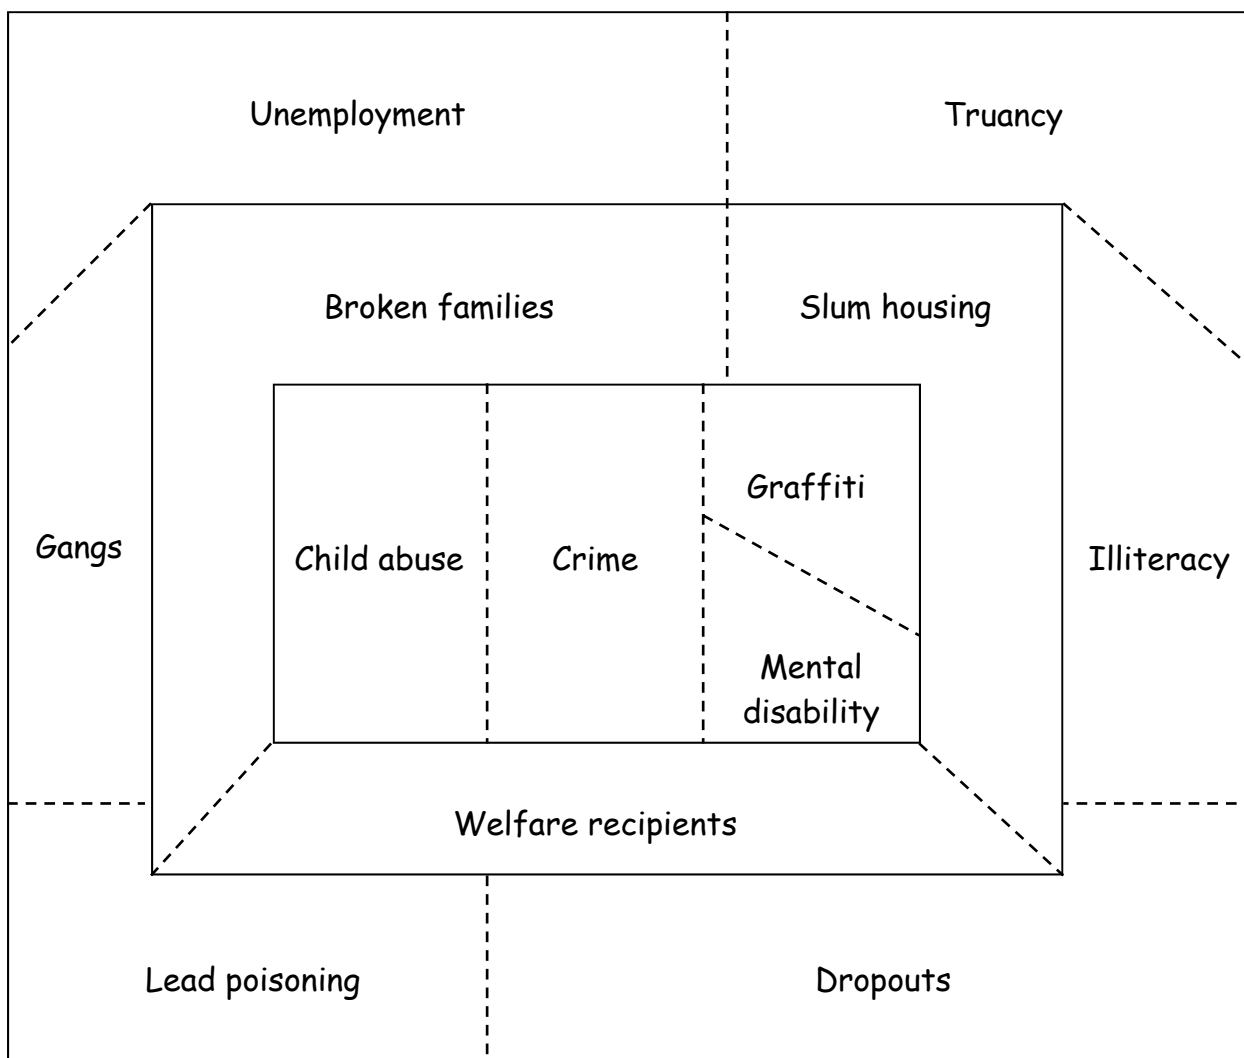 Unemployment
Truancy
Broken families
Slum housing
Graffiti
Gangs
Child abuse
Crime
Illiteracy
Mental
disability
Welfare recipients
Lead poisoning
Dropouts